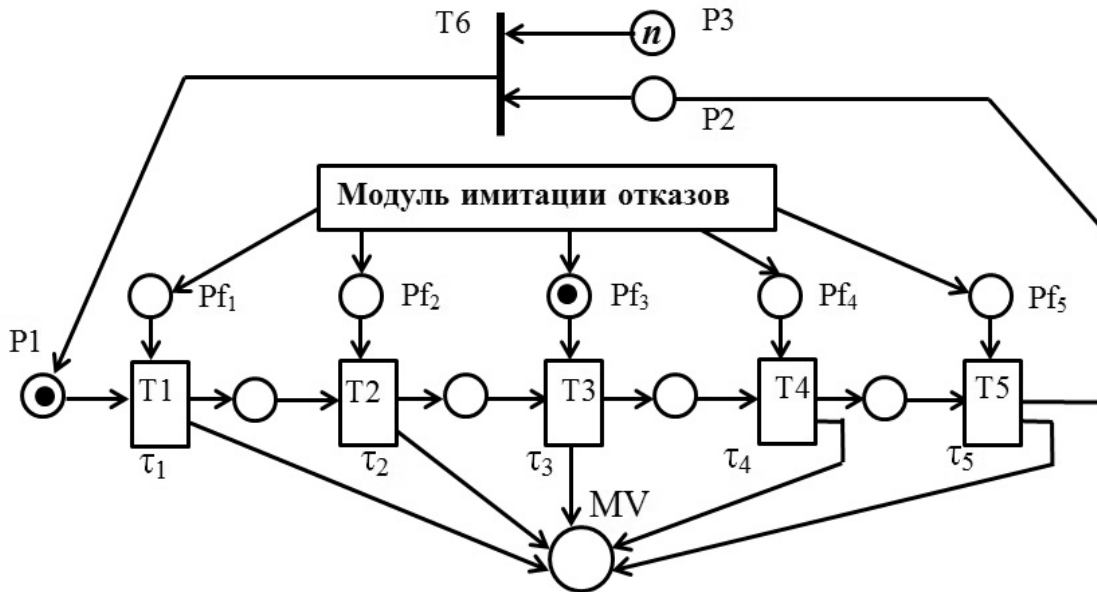 T6
n
P3
P2
Модуль имитации отказов
Pf₁
Pf₂
Pf₃
Pf₄
Pf₅
P1
T1
T2
T3
T4
T5
τ₁
τ₂
τ₃
τ₄
τ₅
MV